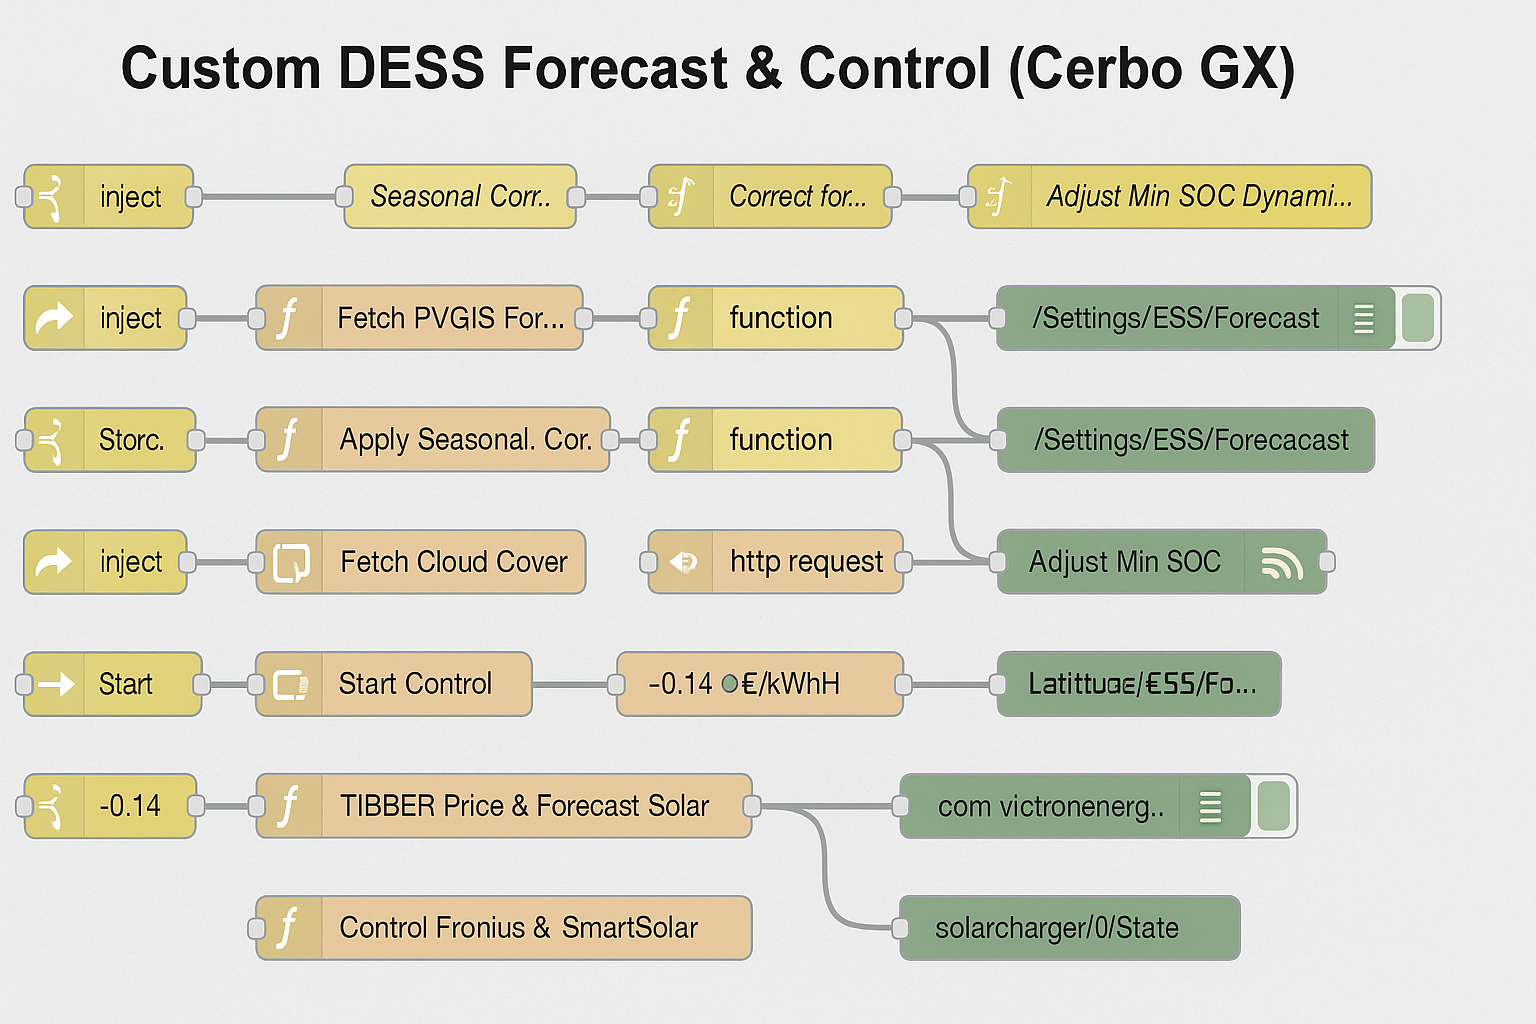 Custom DESS Forecast & Control (Cerbo GX)
inject
Seasonal Corr..
Correct for...
Adjust Min SOC Dynami...
inject
Fetch PVGIS For...
function
/Settings/ESS/Forecast
Storc.
Apply Seasonal. Cor.
function
/Settings/ESS/Forecacast
inject
Fetch Cloud Cover
http request
Adjust Min SOC
Start
Start Control
-0.14 €/kWhH
-0.14
TIBBER Price & Forecast Solar
com victronenerg..
Control Fronius & SmartSolar
solarcharger/0/State